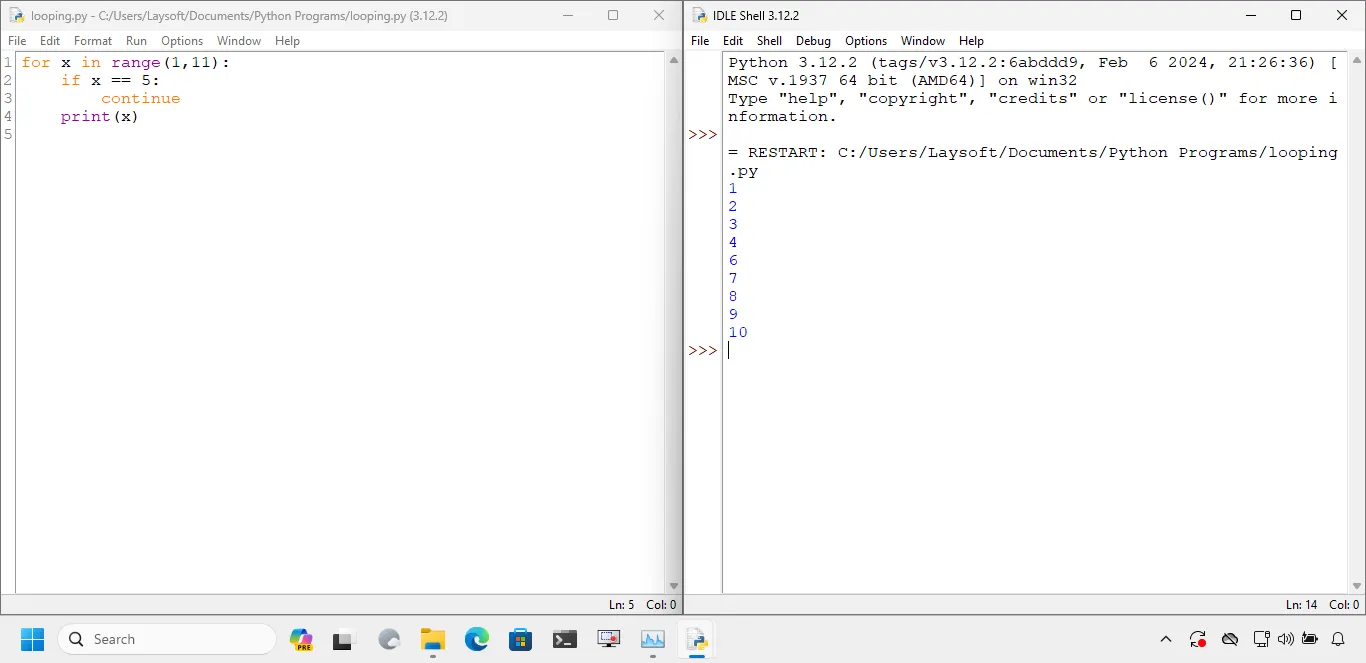 looping.py - C:/Users/Laysoft/Documents/Python Programs/looping.py (3.12.2)
File Edit Format Run Options Window Help
1 for x in range(1,11):
2     if x == 5:
3         continue
4     print(x)
5
Ln: 5 Col: 0
IDLE Shell 3.12.2
File Edit Shell Debug Options Window Help
Python 3.12.2 (tags/v3.12.2:6abddd9, Feb  6 2024, 21:26:36) [
MSC v.1937 64 bit (AMD64)] on win32
Type "help", "copyright", "credits" or "license()" for more i
nformation.
>>>
= RESTART: C:/Users/Laysoft/Documents/Python Programs/looping
.py
1
2
3
4
6
7
8
9
10
>>>
Ln: 14 Col: 0
Search
PRE